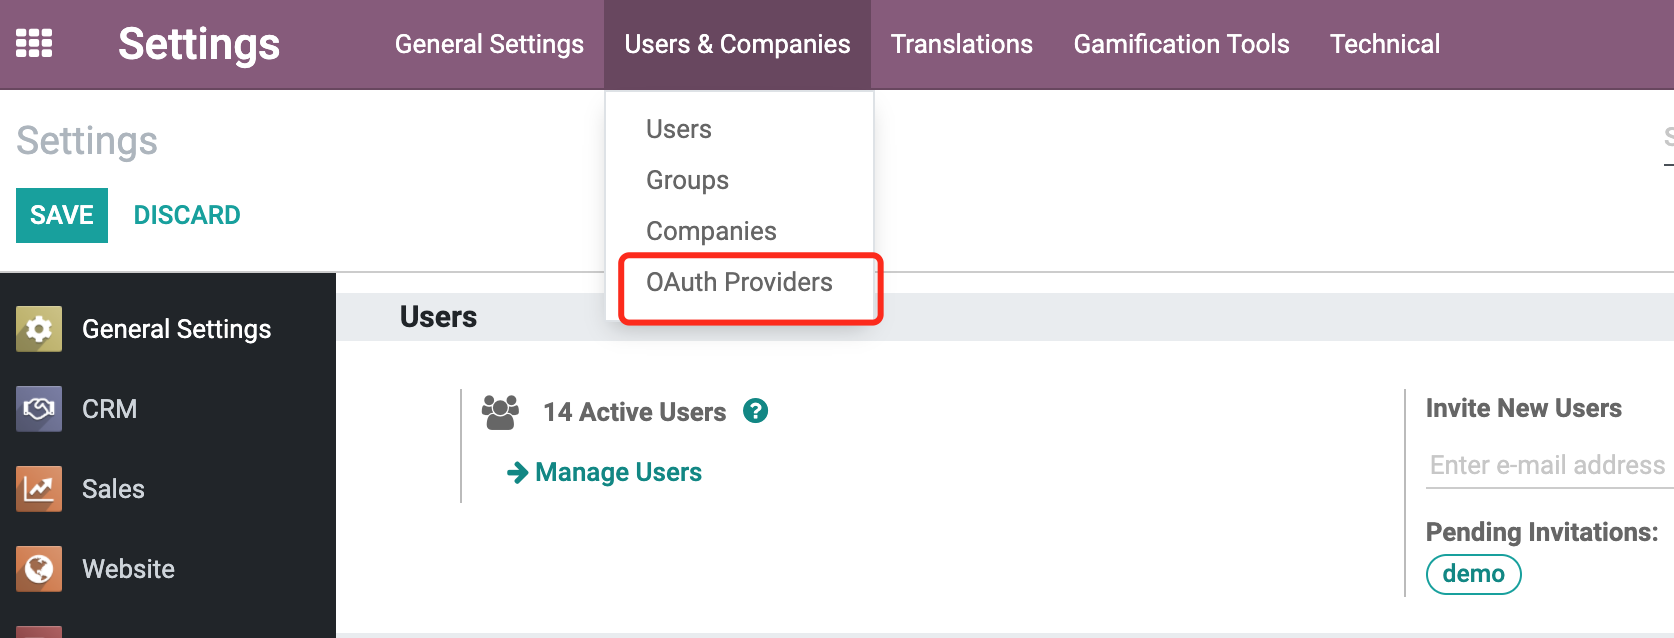 Settings
General Settings
Users & Companies
Translations
Gamification Tools
Technical
Users
Groups
Companies
OAuth Providers
Settings
SAVE
DISCARD
General Settings
CRM
Sales
Website
Users
14 Active Users
Manage Users
Invite New Users
Enter e-mail address
Pending Invitations:
demo